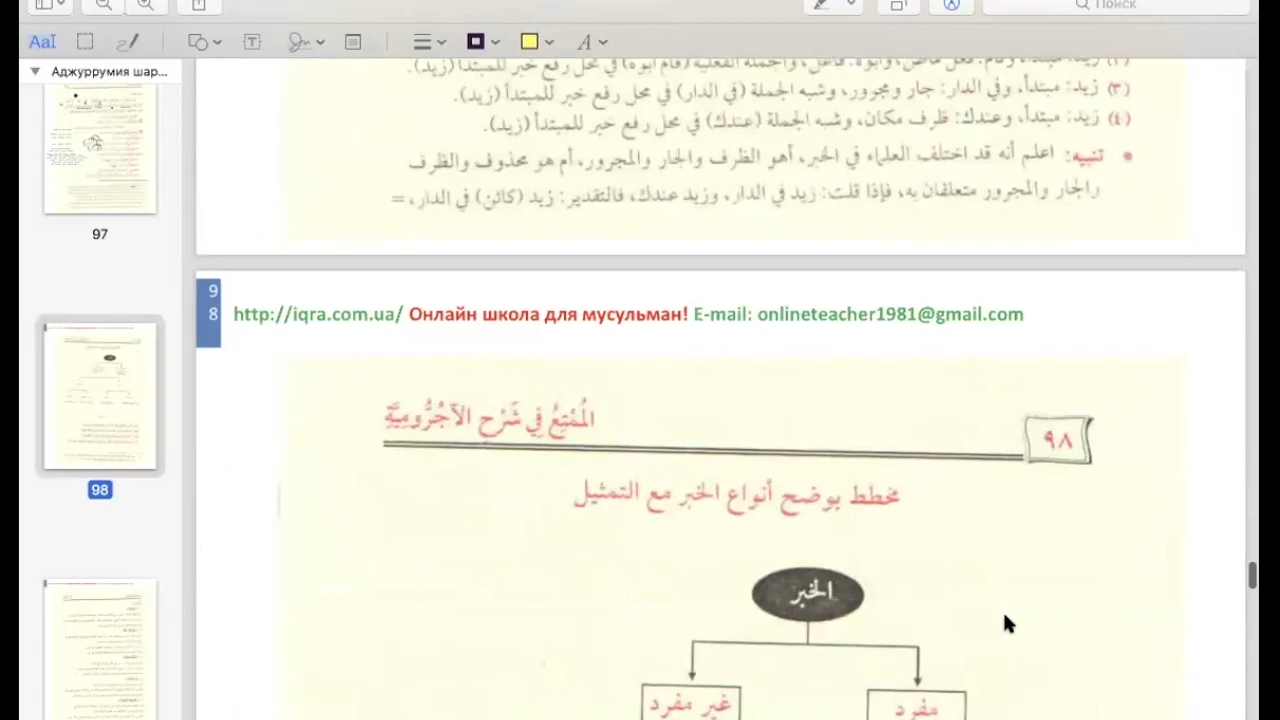 Поиск
AaI
A
Аджуррумия шар...
97
98
(٢) زيد: مبتدأ، وقام: فعل ماض، وأبوه: فاعل، والجملة الفعلية (قام أبوه) في محل رفع خبر للمبتدأ (زيد).
(٣) زيد: مبتدأ، وفي الدار: جار ومجرور، وشبه الجملة (في الدار) في محل رفع خبر للمبتدأ (زيد).
(٤) زيد: مبتدأ، وعندك: ظرف مكان، وشبه الجملة (عندك) في محل رفع خبر للمبتدأ (زيد).
• تنبيه: اعلم أنه قد اختلف العلماء في الخبر، أهو الظرف والجار والمجرور، أم هو محذوف والظرف
والجار والمجرور متعلقان به، فإذا قلت: زيد في الدار، وزيد عندك، فالتقدير: زيد (كائن) في الدار، =
9
8
http://iqra.com.ua/ Онлайн школа для мусульман! E-mail: onlineteacher1981@gmail.com
٩٨
المُمْتِعُ فِي شَرْحِ الآجُرُّومِيَّةِ
مخطط يوضح أنواع الخبر مع التمثيل
الخبر
مفرد
غير مفرد